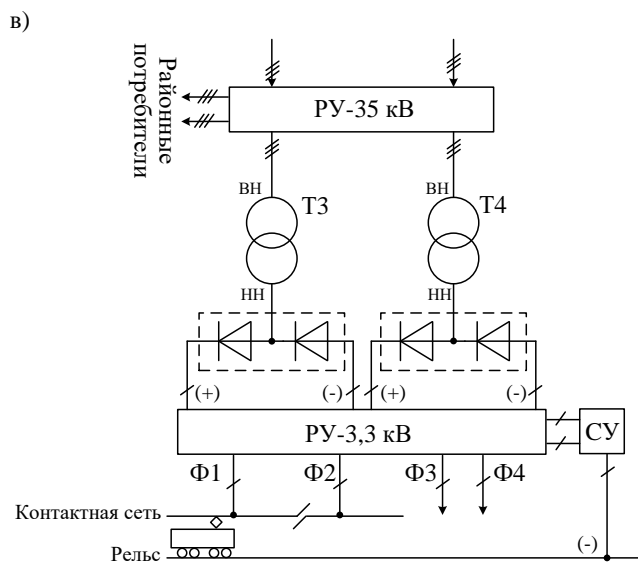 в)
Районные
потребители
РУ-35 кВ
ВН
Т3
ВН
Т4
НН
НН
(+)
(-)
(+)
(-)
РУ-3,3 кВ
СУ
Ф1
Ф2
Ф3
Ф4
Контактная сеть
Рельс
(-)